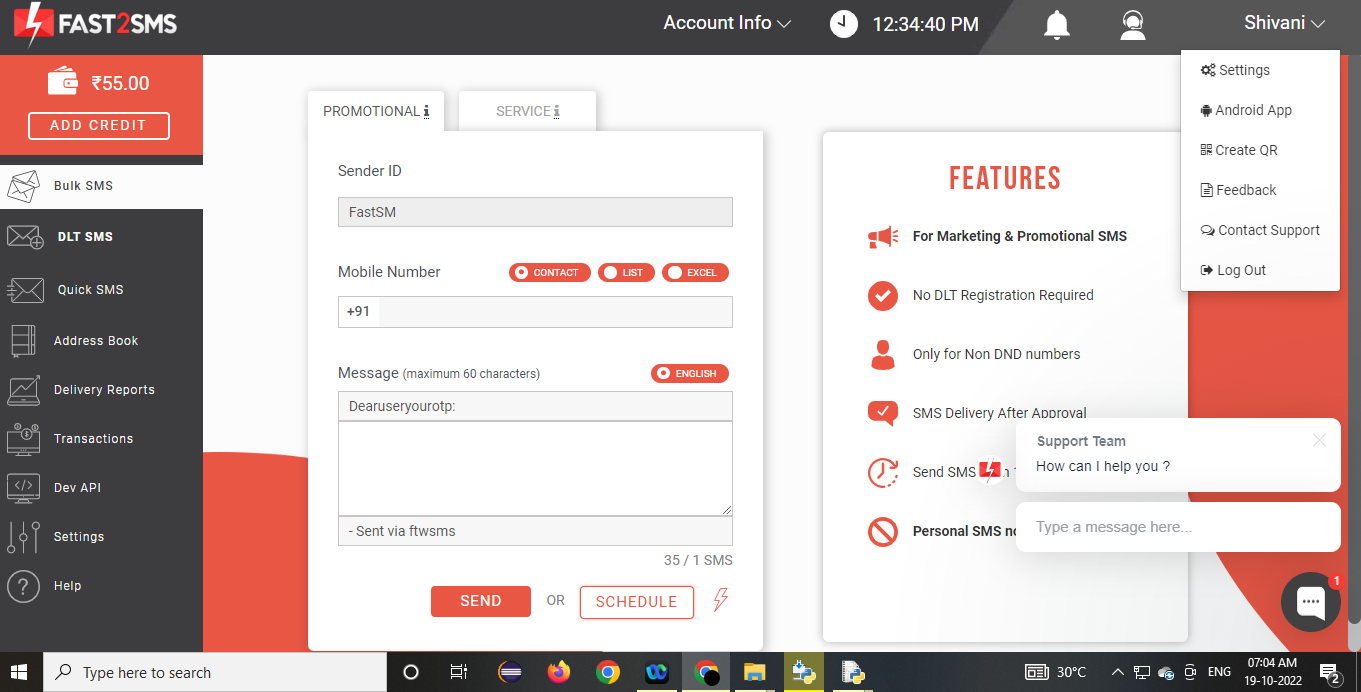 FAST2SMS
Account Info
12:34:40 PM
Shivani
₹55.00
ADD CREDIT
Bulk SMS
DLT SMS
Quick SMS
Address Book
Delivery Reports
Transactions
Dev API
Settings
Help
PROMOTIONAL i
SERVICE i
Sender ID
FastSM
Mobile Number
CONTACT
LIST
EXCEL
+91
Message (maximum 60 characters)
ENGLISH
Dearuseryourotp:
- Sent via ftwsms
35 / 1 SMS
SEND
OR
SCHEDULE
FEATURES
For Marketing & Promotional SMS
No DLT Registration Required
Only for Non DND numbers
SMS Delivery After Approval
Send SMS
Personal SMS
Settings
Android App
Create QR
Feedback
Contact Support
Log Out
Support Team
How can I help you ?
Type a message here...
1
Type here to search
30°C
ENG
07:04 AM
19-10-2022
2